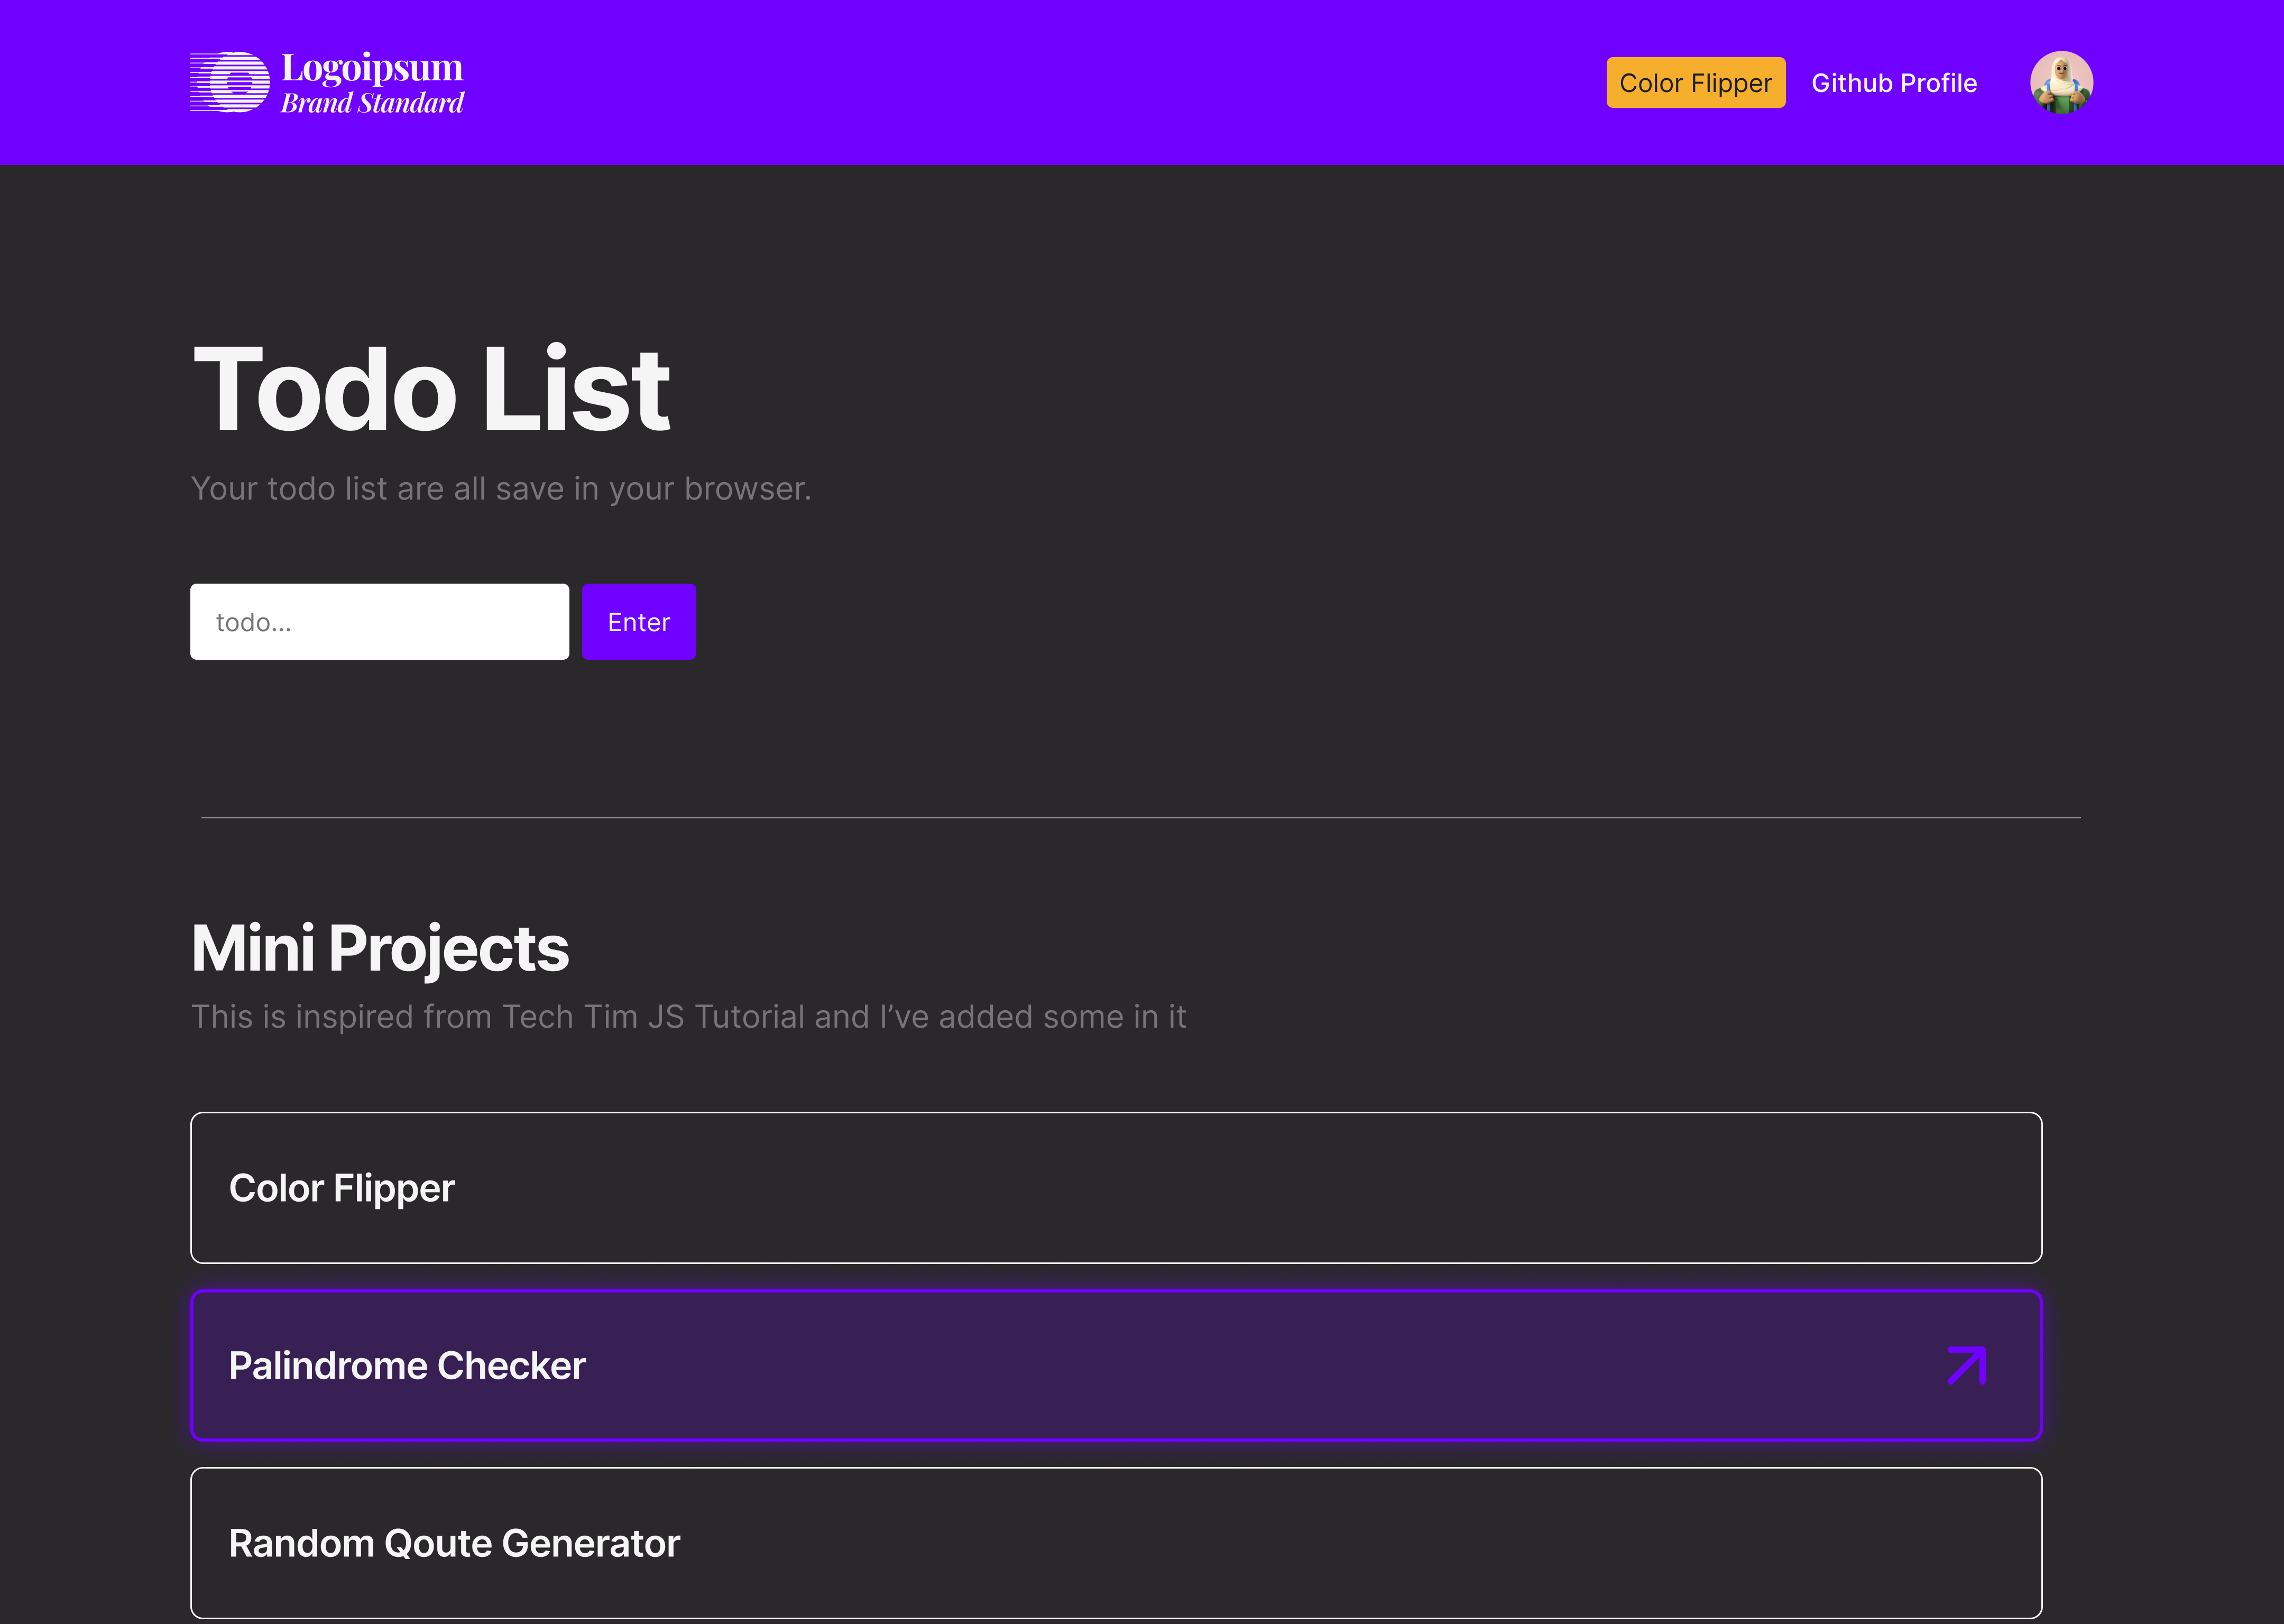 Logoipsum
Brand Standard
Color Flipper
Github Profile
Todo List
Your todo list are all save in your browser.
todo...
Enter
Mini Projects
This is inspired from Tech Tim JS Tutorial and I’ve added some in it
Color Flipper
Palindrome Checker
Random Qoute Generator